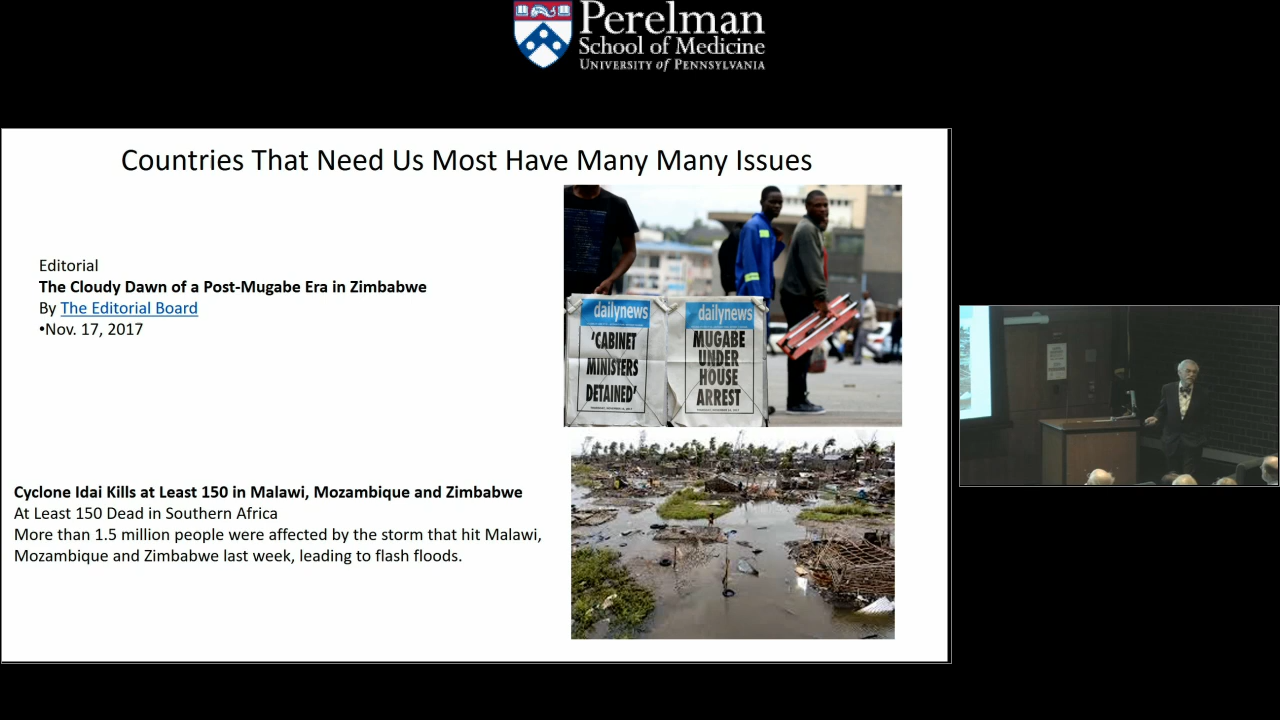 Perelman
School of Medicine
UNIVERSITY of PENNSYLVANIA
Countries That Need Us Most Have Many Many Issues
Editorial
The Cloudy Dawn of a Post-Mugabe Era in Zimbabwe
By The Editorial Board
•Nov. 17, 2017
dailynews
'CABINET
MINISTERS
DETAINED'
dailynews
MUGABE
UNDER
HOUSE
ARREST
Cyclone Idai Kills at Least 150 in Malawi, Mozambique and Zimbabwe
At Least 150 Dead in Southern Africa
More than 1.5 million people were affected by the storm that hit Malawi,
Mozambique and Zimbabwe last week, leading to flash floods.